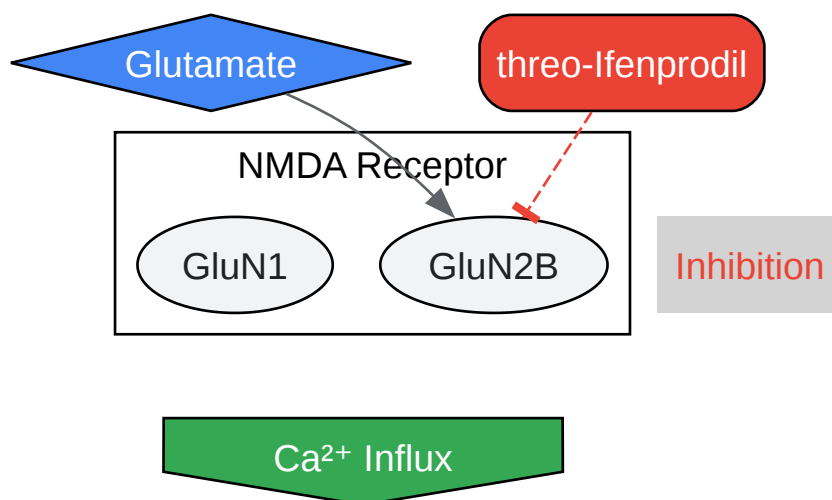 Glutamate
threo-Ifenprodil
NMDA Receptor
GluN1
GluN2B
Inhibition
Ca²⁺ Influx